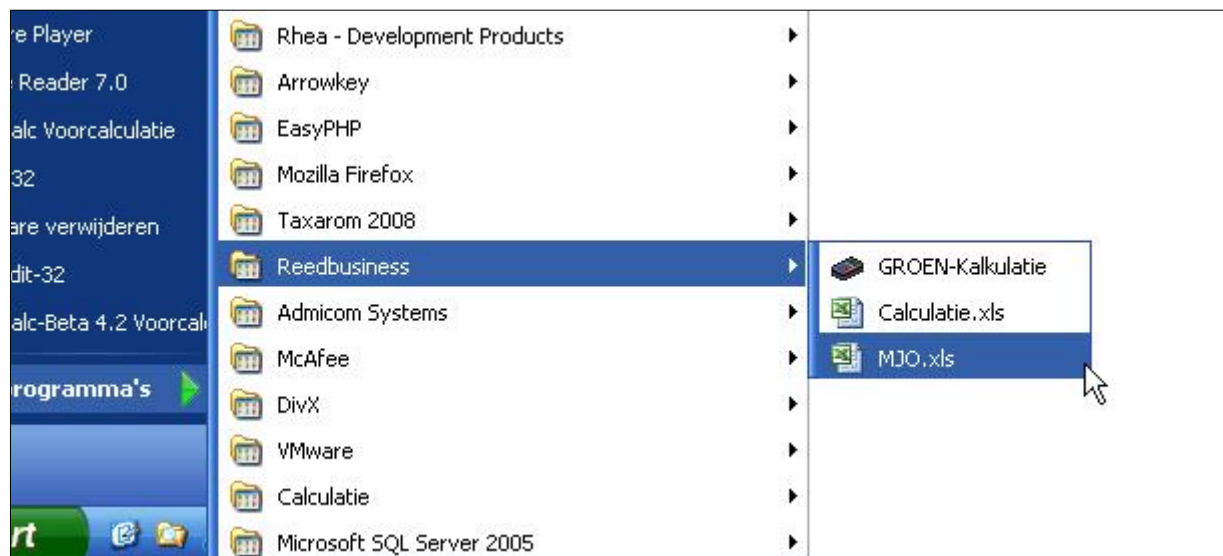 re Player
Reader 7.0
alc Voorcalculatie
32
are verwijderen
dit-32
alc-Beta 4.2 Voorcal
rogramma's
rt
Rhea - Development Products
Arrowkey
EasyPHP
Mozilla Firefox
Taxarom 2008
Reedbusiness
Admicom Systems
McAfee
DivX
VMware
Calculatie
Microsoft SQL Server 2005
GROEN-Kalkulatie
Calculatie.xls
MJO.xls